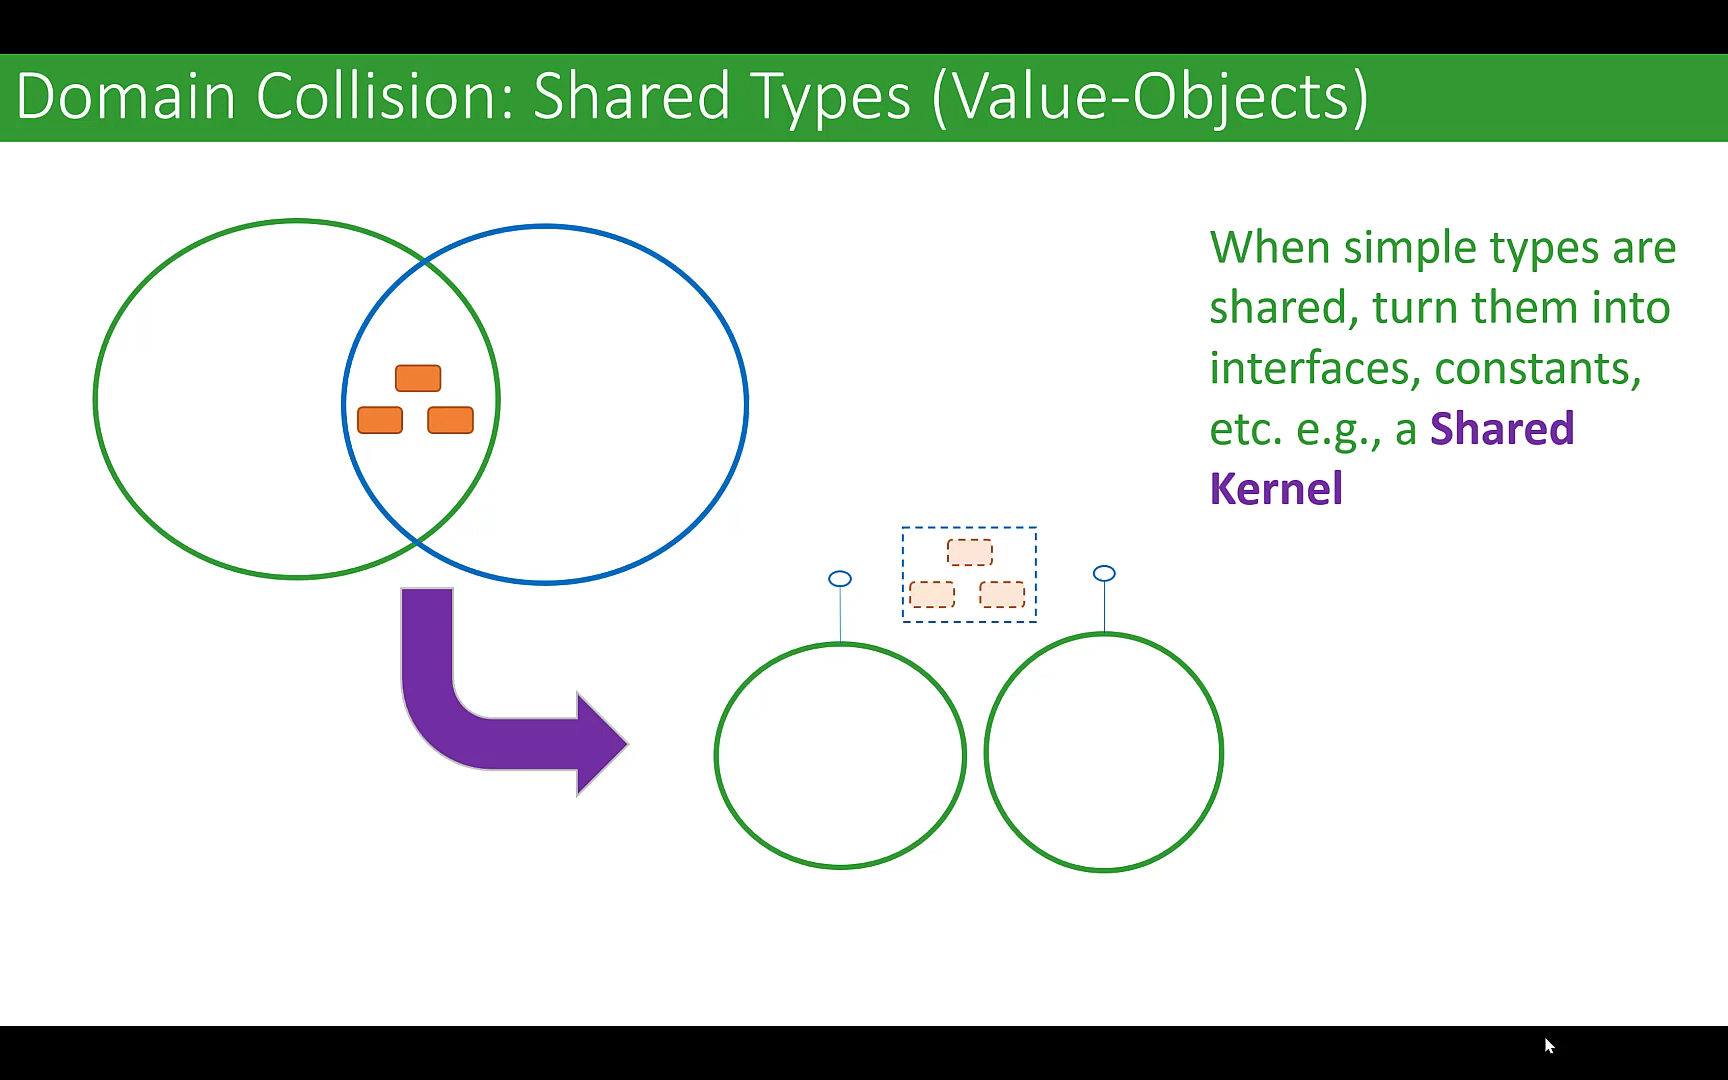 Domain Collision: Shared Types (Value-Objects)
When simple types are
shared, turn them into
interfaces, constants,
etc. e.g., a Shared
Kernel